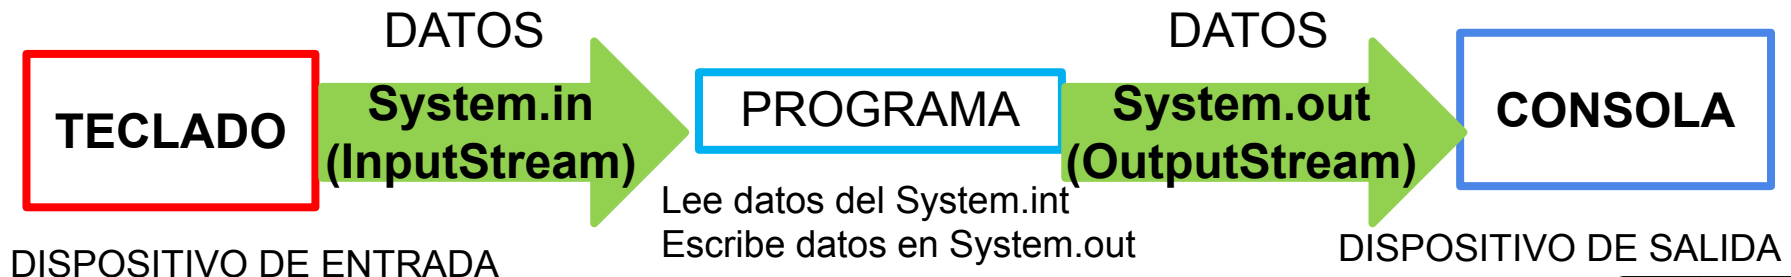 DATOS
DATOS
TECLADO
System.in
(InputStream)
PROGRAMA
System.out
(OutputStream)
CONSOLA
Lee datos del System.int
Escribe datos en System.out
DISPOSITIVO DE ENTRADA
DISPOSITIVO DE SALIDA